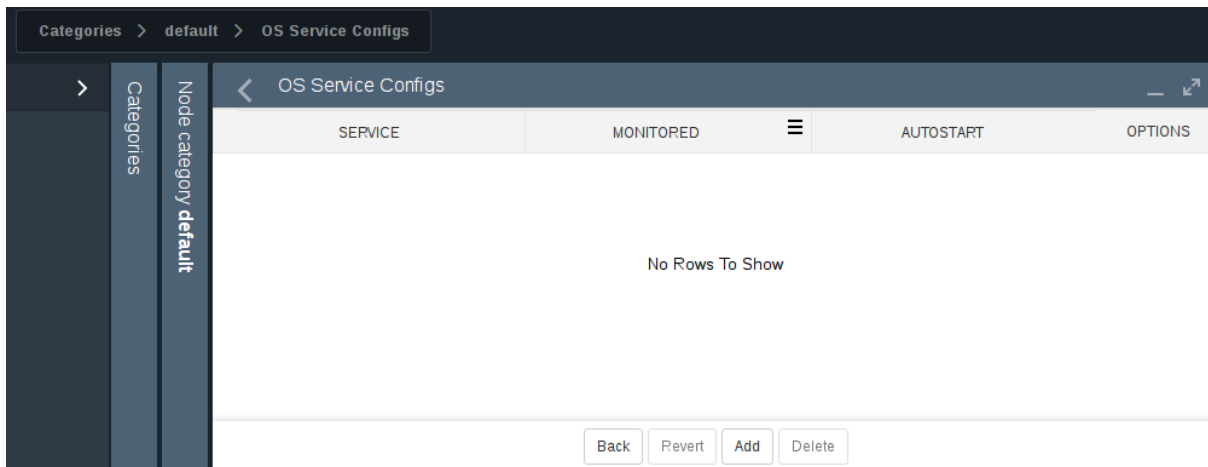 Categories > default > OS Service Configs
Categories
Node category default
OS Service Configs
SERVICE MONITORED AUTOSTART OPTIONS
No Rows To Show
Back Revert Add Delete